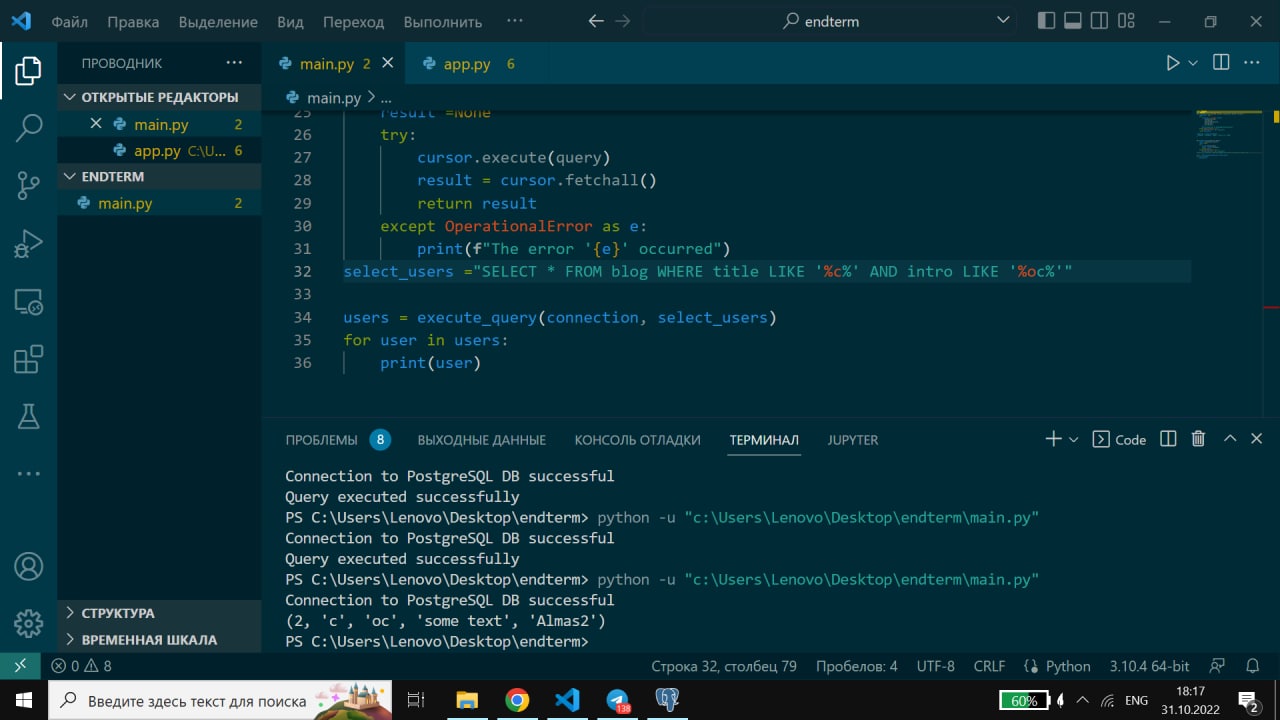 Файл Правка Выделение Вид Переход Выполнить ··· endterm
ПРОВОДНИК ···
main.py 2
app.py 6
ОТКРЫТЫЕ РЕДАКТОРЫ
main.py 2
app.py C:\U... 6
ENDTERM
main.py 2
main.py > ...
25 result =None
26 try:
27 cursor.execute(query)
28 result = cursor.fetchall()
29 return result
30 except OperationalError as e:
31 print(f"The error '{e}' occurred")
32 select_users ="SELECT * FROM blog WHERE title LIKE '%c%' AND intro LIKE '%oc%'"
33
34 users = execute_query(connection, select_users)
35 for user in users:
36 print(user)
ПРОБЛЕМЫ 8 ВЫХОДНЫЕ ДАННЫЕ КОНСОЛЬ ОТЛАДКИ ТЕРМИНАЛ JUPYTER Code
Connection to PostgreSQL DB successful
Query executed successfully
PS C:\Users\Lenovo\Desktop\endterm> python -u "c:\Users\Lenovo\Desktop\endterm\main.py"
Connection to PostgreSQL DB successful
Query executed successfully
PS C:\Users\Lenovo\Desktop\endterm> python -u "c:\Users\Lenovo\Desktop\endterm\main.py"
Connection to PostgreSQL DB successful
(2, 'c', 'oc', 'some text', 'Almas2')
PS C:\Users\Lenovo\Desktop\endterm>
СТРУКТУРА
ВРЕМЕННАЯ ШКАЛА
0 8 Строка 32, столбец 79 Пробелов: 4 UTF-8 CRLF Python 3.10.4 64-bit
Введите здесь текст для поиска
138
60%
ENG
18:17
31.10.2022
2